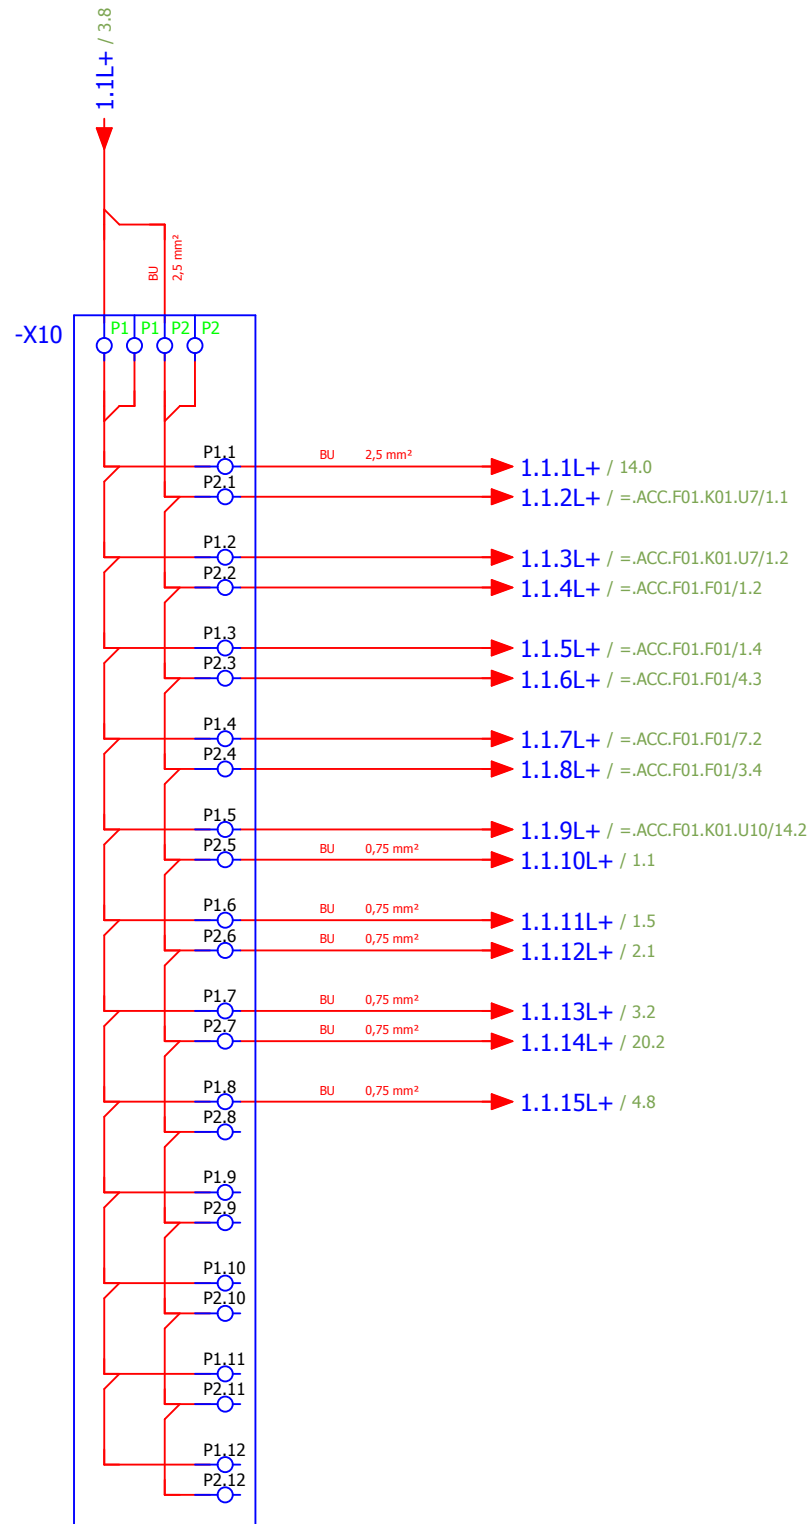 1.1L+ / 3.8
BU
2,5 mm²
-X10
P1 P1 P2 P2
P1.1 BU 2,5 mm² 1.1.1L+ / 14.0
P2.1 1.1.2L+ / =.ACC.F01.K01.U7/1.1
P1.2 1.1.3L+ / =.ACC.F01.K01.U7/1.2
P2.2 1.1.4L+ / =.ACC.F01.F01/1.2
P1.3 1.1.5L+ / =.ACC.F01.F01/1.4
P2.3 1.1.6L+ / =.ACC.F01.F01/4.3
P1.4 1.1.7L+ / =.ACC.F01.F01/7.2
P2.4 1.1.8L+ / =.ACC.F01.F01/3.4
P1.5 1.1.9L+ / =.ACC.F01.K01.U10/14.2
P2.5 BU 0,75 mm² 1.1.10L+ / 1.1
P1.6 BU 0,75 mm² 1.1.11L+ / 1.5
P2.6 BU 0,75 mm² 1.1.12L+ / 2.1
P1.7 BU 0,75 mm² 1.1.13L+ / 3.2
P2.7 BU 0,75 mm² 1.1.14L+ / 20.2
P1.8 BU 0,75 mm² 1.1.15L+ / 4.8
P2.8
P1.9
P2.9
P1.10
P2.10
P1.11
P2.11
P1.12
P2.12